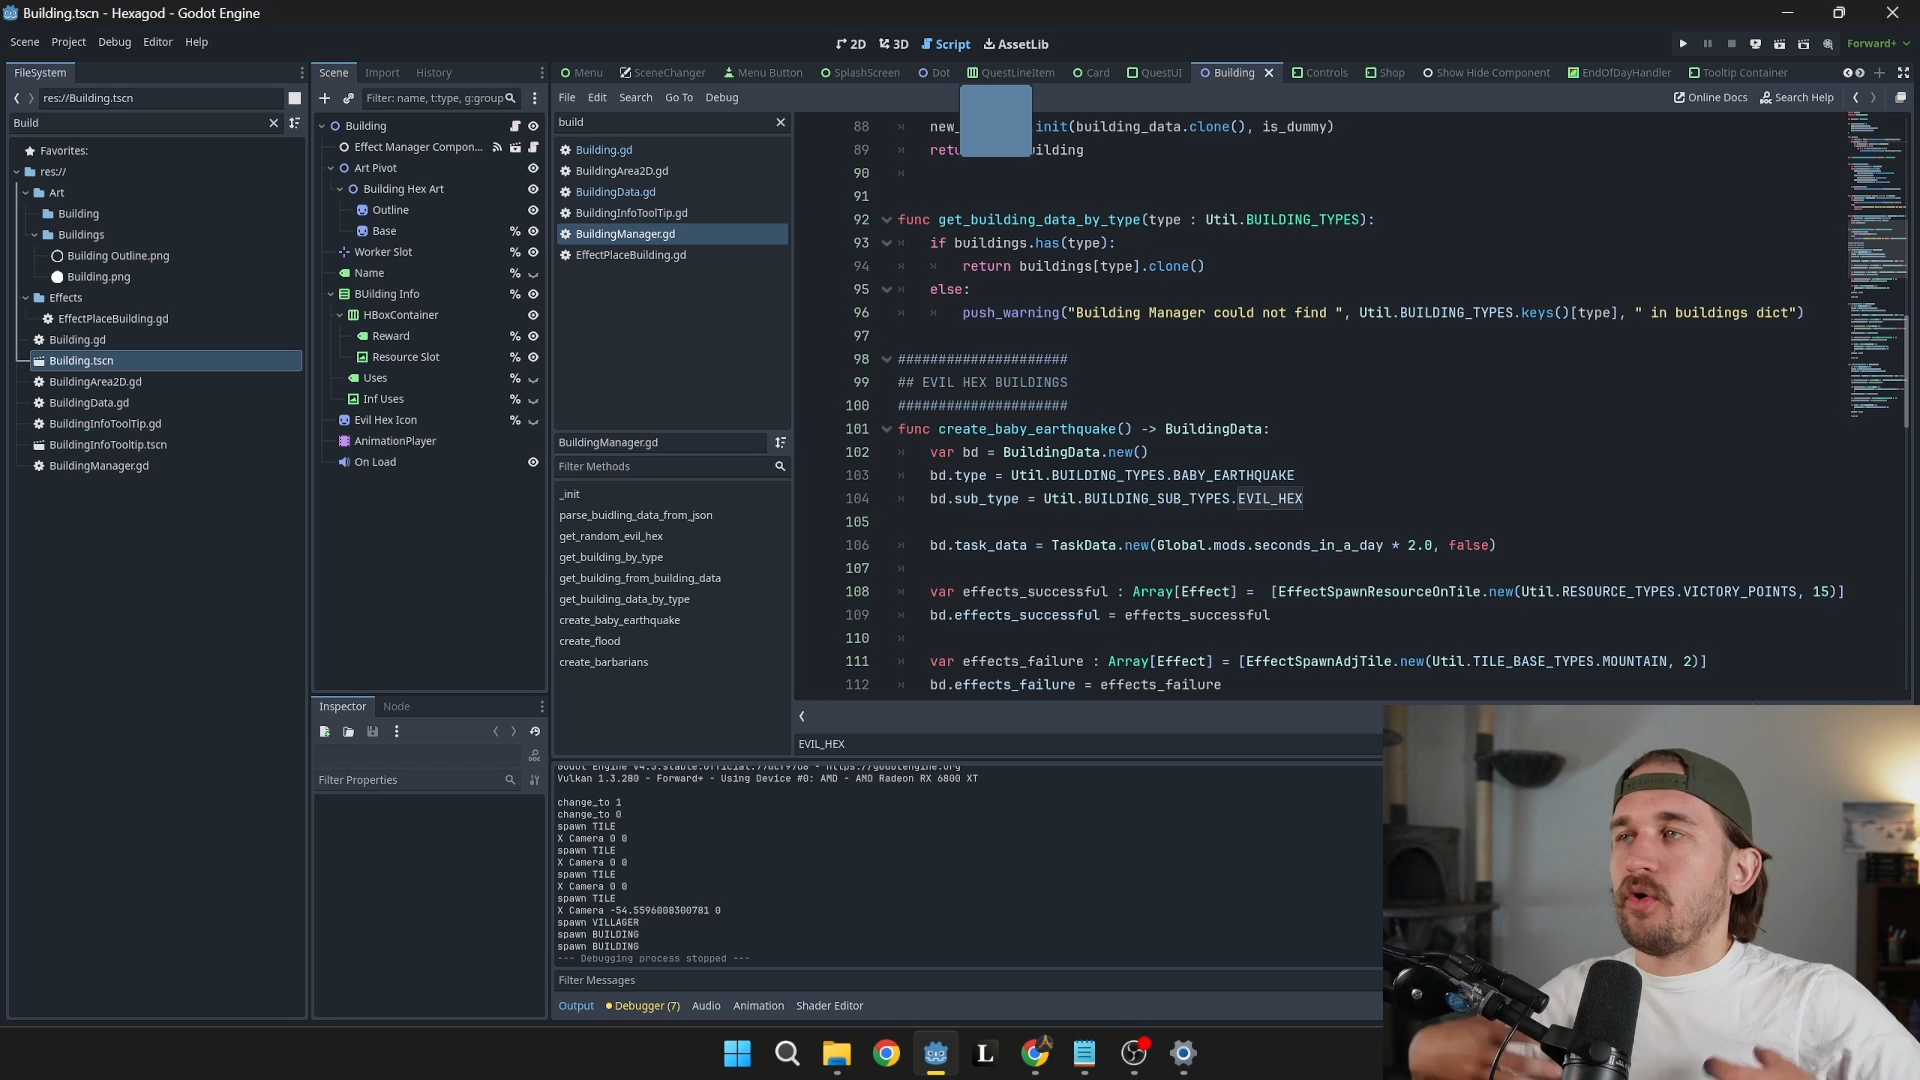 Building.tscn - Hexagod - Godot Engine
Scene Project Debug Editor Help
2D 3D Script AssetLib
Forward+
FileSystem
res://Building.tscn
Build
Favorites:
res://
Art
Building
Buildings
Building Outline.png
Building.png
Effects
EffectPlaceBuilding.gd
Building.gd
Building.tscn
BuildingArea2D.gd
BuildingData.gd
BuildingInfoToolTip.gd
BuildingInfoTooltip.tscn
BuildingManager.gd
Scene Import History
Filter: name, t:type, g:group
Building
Effect Manager Compon...
Art Pivot
Building Hex Art
Outline
Base
Worker Slot
Name
BUilding Info
HBoxContainer
Reward
Resource Slot
Uses
Inf Uses
Evil Hex Icon
AnimationPlayer
On Load
Inspector Node
Filter Properties
Menu SceneChanger Menu Button SplashScreen Dot QuestLineItem Card QuestUI Building Controls Shop Show Hide Component EndOfDayHandler Tooltip Container
File Edit Search Go To Debug
Online Docs Search Help
build
Building.gd
BuildingArea2D.gd
BuildingData.gd
BuildingInfoToolTip.gd
BuildingManager.gd
EffectPlaceBuilding.gd
BuildingManager.gd
Filter Methods
_init
parse_buidling_data_from_json
get_random_evil_hex
get_building_by_type
get_building_from_building_data
get_building_data_by_type
create_baby_earthquake
create_flood
create_barbarians
88 new_ init(building_data.clone(), is_dummy)
89 retu ilding
90
91
92 func get_building_data_by_type(type : Util.BUILDING_TYPES):
93 if buildings.has(type):
94 return buildings[type].clone()
95 else:
96 push_warning("Building Manager could not find ", Util.BUILDING_TYPES.keys()[type], " in buildings dict")
97
98 #####################
99 ## EVIL HEX BUILDINGS
100 #####################
101 func create_baby_earthquake() -> BuildingData:
102 var bd = BuildingData.new()
103 bd.type = Util.BUILDING_TYPES.BABY_EARTHQUAKE
104 bd.sub_type = Util.BUILDING_SUB_TYPES.EVIL_HEX
105
106 bd.task_data = TaskData.new(Global.mods.seconds_in_a_day * 2.0, false)
107
108 var effects_successful : Array[Effect] = [EffectSpawnResourceOnTile.new(Util.RESOURCE_TYPES.VICTORY_POINTS, 15)]
109 bd.effects_successful = effects_successful
110
111 var effects_failure : Array[Effect] = [EffectSpawnAdjTile.new(Util.TILE_BASE_TYPES.MOUNTAIN, 2)]
112 bd.effects_failure = effects_failure
EVIL_HEX
Vulkan 1.3.280 - Forward+ - Using Device #0: AMD - AMD Radeon RX 6800 XT
change_to 1
change_to 0
spawn TILE
X Camera 0 0
spawn TILE
X Camera 0 0
spawn TILE
X Camera 0 0
spawn TILE
X Camera -54.5596008300781 0
spawn VILLAGER
spawn BUILDING
spawn BUILDING
--- Debugging process stopped ---
Filter Messages
Output Debugger (7) Audio Animation Shader Editor